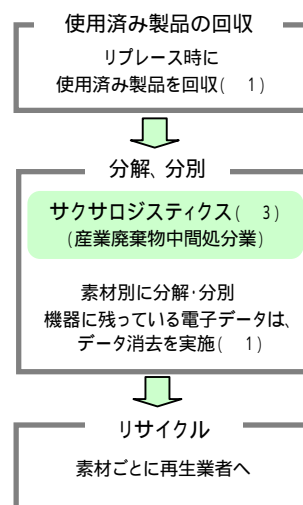 使用済み製品の回収
リプレース時に
使用済み製品を回収( 1)
分解、分別
サクサロジスティクス( 3)
(産業廃棄物中間処分業)
素材別に分解・分別
機器に残っている電子データは、
データ消去を実施( 1)
リサイクル
素材ごとに再生業者へ